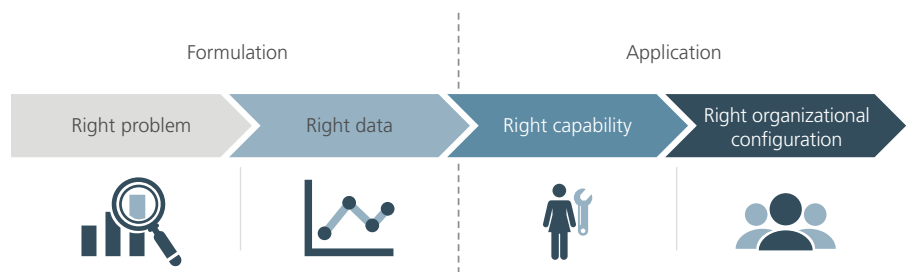 Formulation
Application
Right problem
Right data
Right capability
Right organizational
configuration